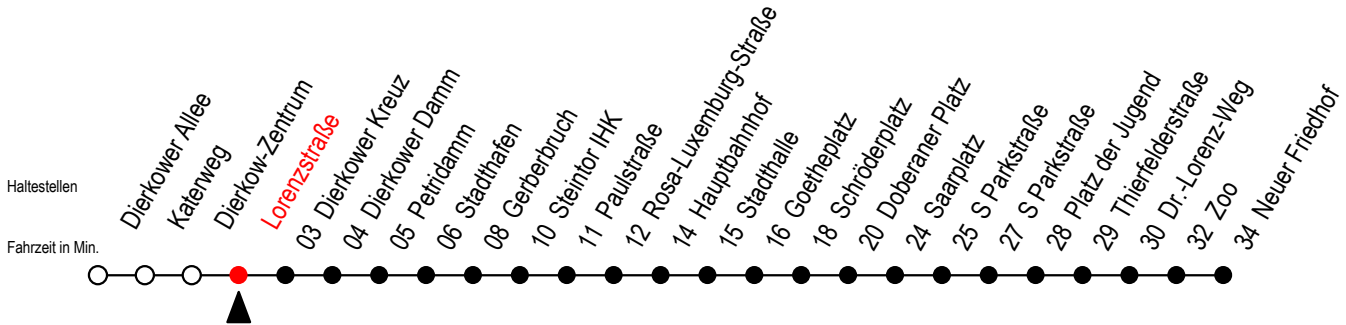 Haltestellen
Fahrzeit in Min.
Dierkower Allee
Katerweg
Dierkow-Zentrum
Lorenzstraße
03 Dierkower Kreuz
04 Dierkower Damm
05 Petridamm
06 Stadthafen
08 Gerberbruch
10 Steintor IHK
11 Paulstraße
12 Rosa-Luxemburg-Straße
14 Hauptbahnhof
15 Stadthalle
16 Goetheplatz
18 Schröderplatz
20 Doberaner Platz
24 Saarplatz
25 S Parkstraße
27 S Parkstraße
28 Platz der Jugend
29 Thierfelderstraße
30 Dr.-Lorenz-Weg
32 Zoo
34 Neuer Friedhof